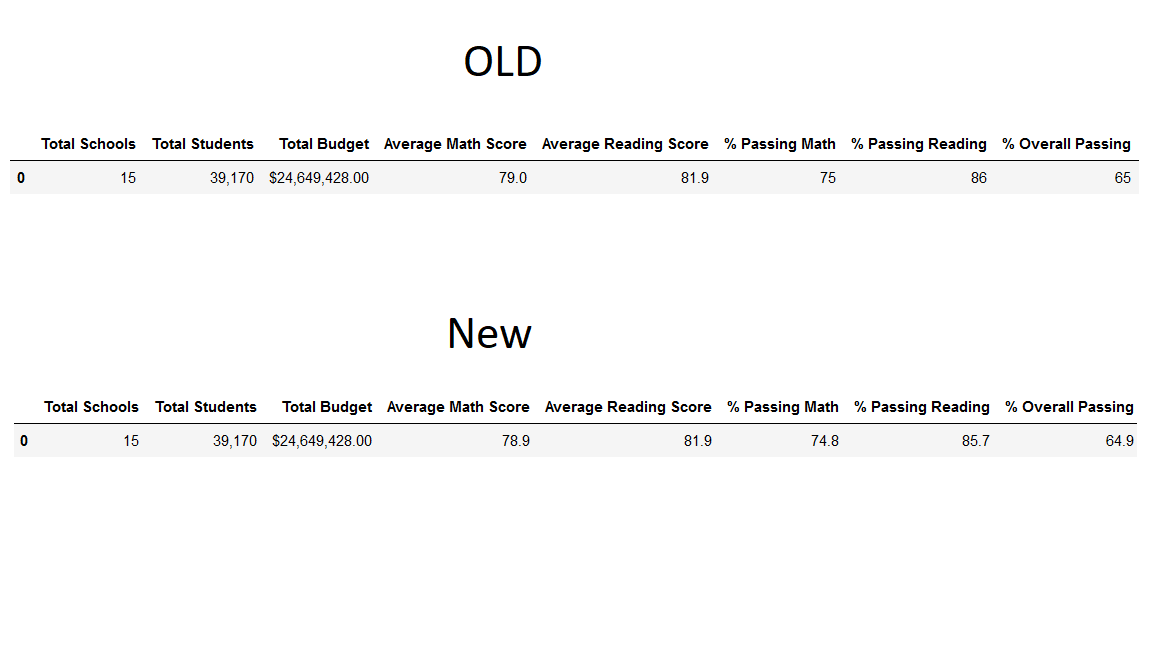 OLD
Total Schools Total Students Total Budget Average Math Score Average Reading Score % Passing Math % Passing Reading % Overall Passing
0 15 39,170 $24,649,428.00 79.0 81.9 75 86 65
New
Total Schools Total Students Total Budget Average Math Score Average Reading Score % Passing Math % Passing Reading % Overall Passing
0 15 39,170 $24,649,428.00 78.9 81.9 74.8 85.7 64.9